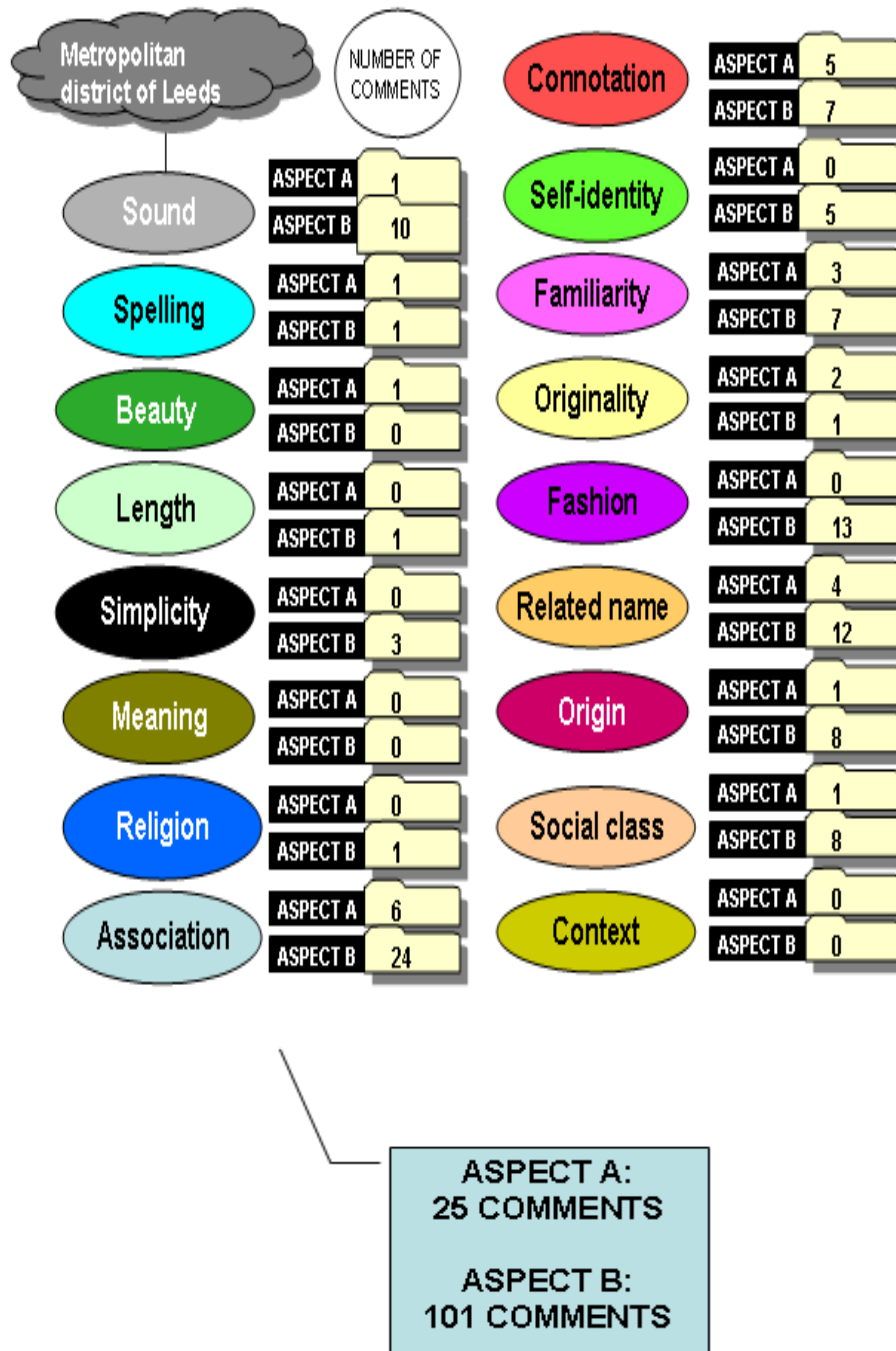 Metropolitan
district of Leeds
NUMBER OF
COMMENTS
Sound
ASPECT A 1
ASPECT B 10
Spelling
ASPECT A 1
ASPECT B 1
Beauty
ASPECT A 1
ASPECT B 0
Length
ASPECT A 0
ASPECT B 1
Simplicity
ASPECT A 0
ASPECT B 3
Meaning
ASPECT A 0
ASPECT B 0
Religion
ASPECT A 0
ASPECT B 1
Association
ASPECT A 6
ASPECT B 24
Connotation
ASPECT A 5
ASPECT B 7
Self-identity
ASPECT A 0
ASPECT B 5
Familiarity
ASPECT A 3
ASPECT B 7
Originality
ASPECT A 2
ASPECT B 1
Fashion
ASPECT A 0
ASPECT B 13
Related name
ASPECT A 4
ASPECT B 12
Origin
ASPECT A 1
ASPECT B 8
Social class
ASPECT A 1
ASPECT B 8
Context
ASPECT A 0
ASPECT B 0
ASPECT A:
25 COMMENTS
ASPECT B:
101 COMMENTS